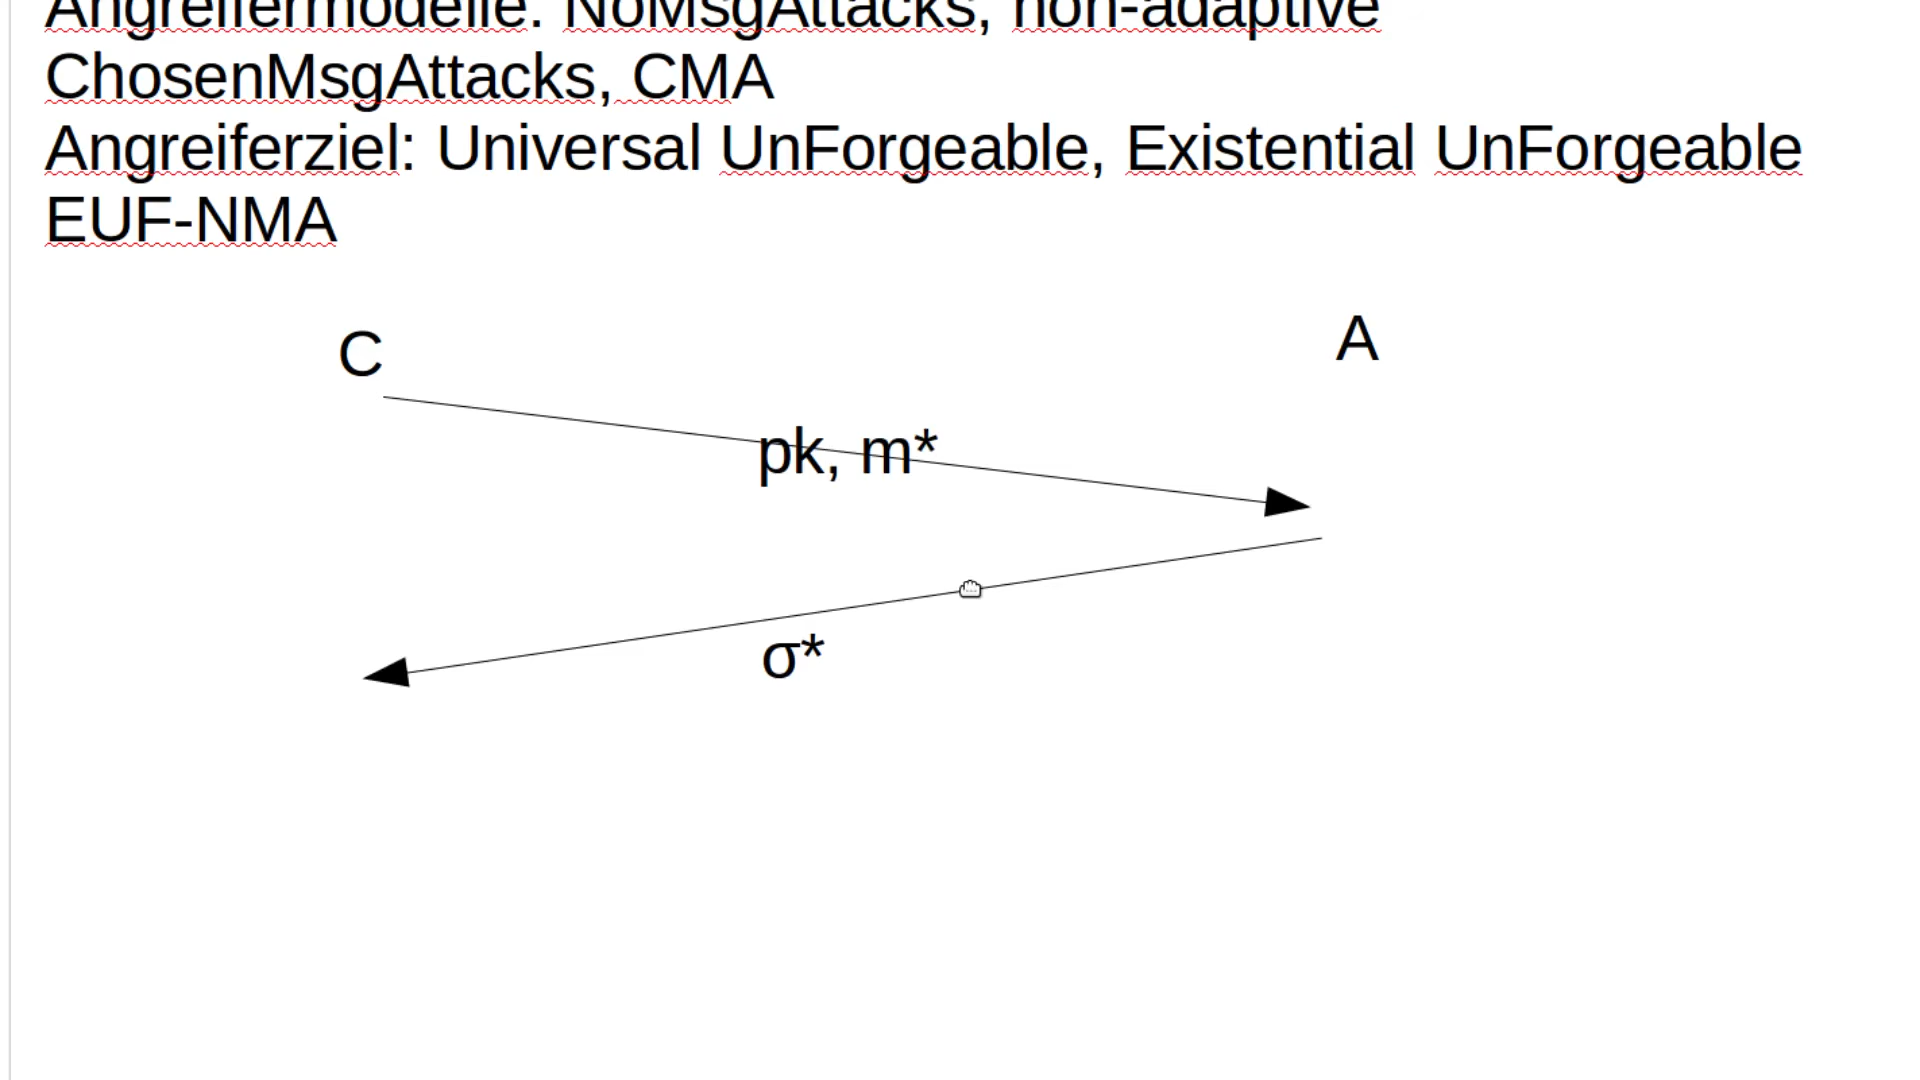 Angreifermodelle: NoMsgAttacks, non-adaptive
ChosenMsgAttacks, CMA
Angreiferziel: Universal UnForgeable, Existential UnForgeable
EUF-NMA
C
A
pk, m*
σ*